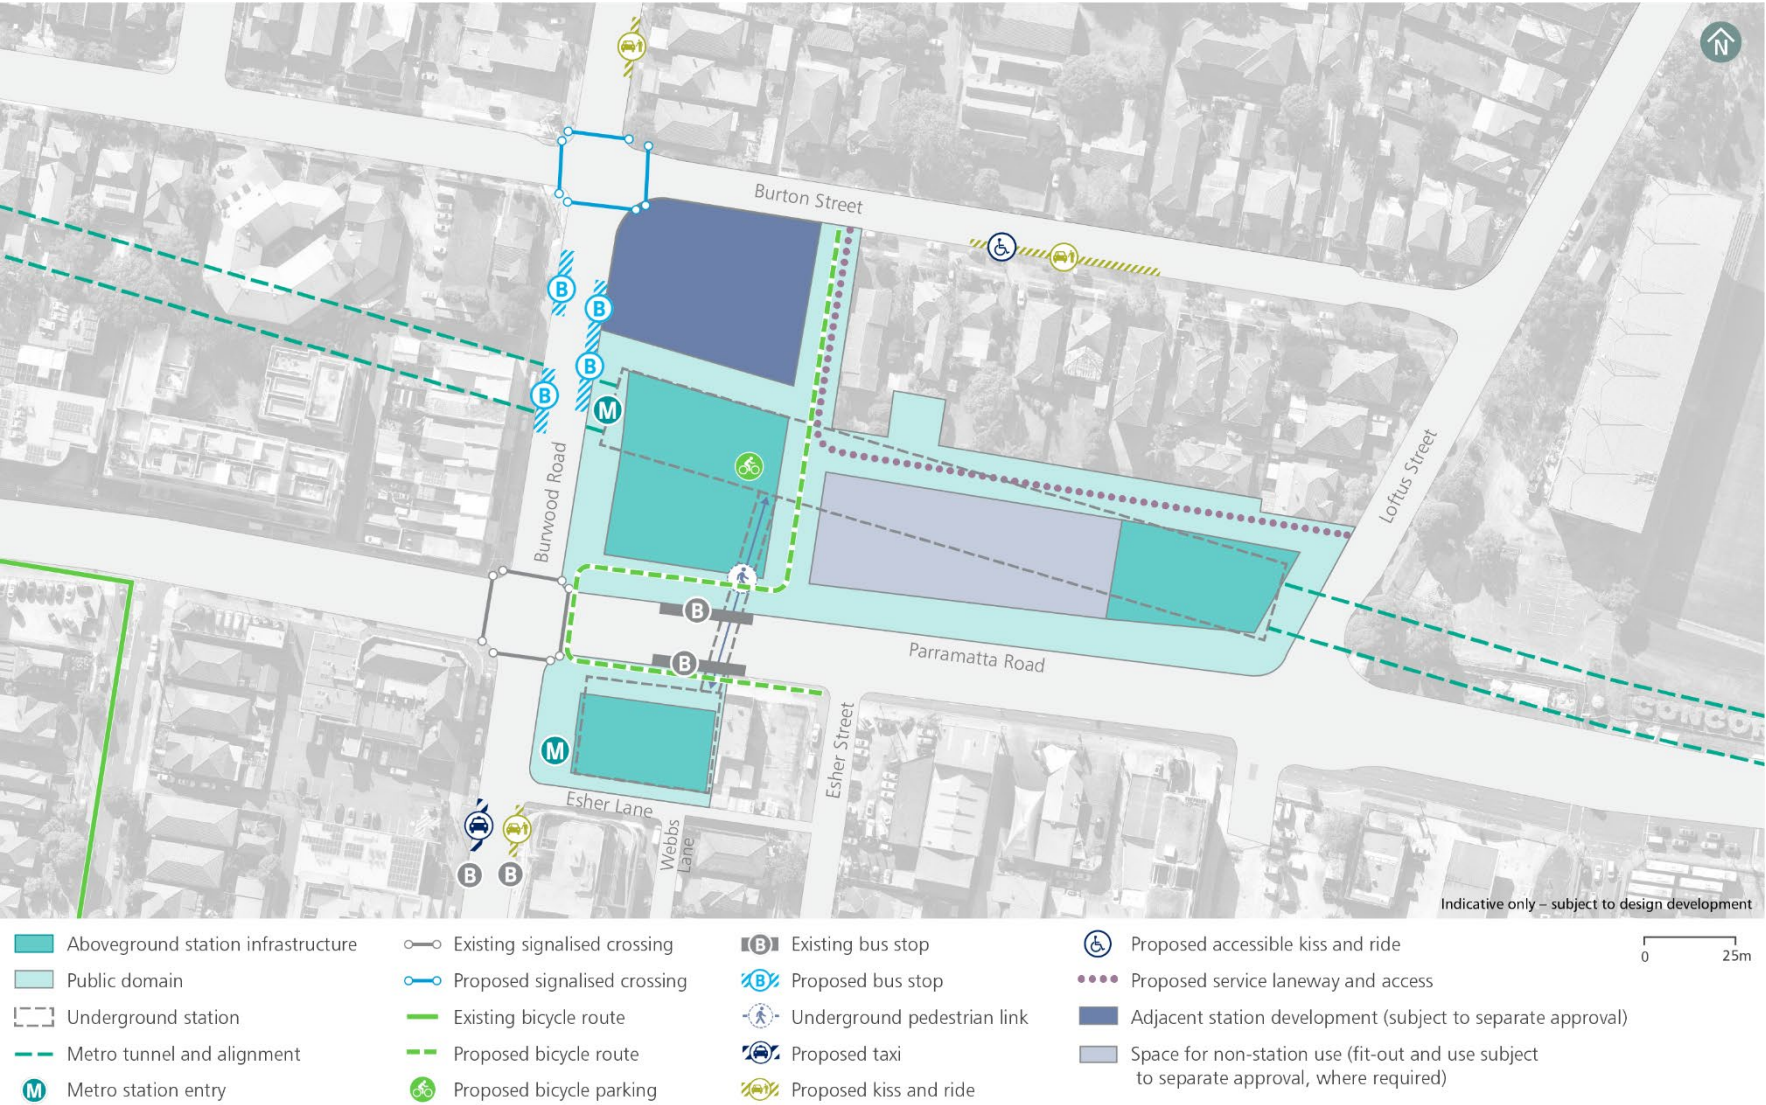 N
Burton Street
B
B
B
B
M
Burwood Road
Loftus Street
B
B
Parramatta Road
M
Esher Street
Esher Lane
Webbs
Lane
B
B
CONCO
Indicative only – subject to design development
Aboveground station infrastructure
Public domain
Underground station
Metro tunnel and alignment
M Metro station entry
Existing signalised crossing
Proposed signalised crossing
Existing bicycle route
Proposed bicycle route
Proposed bicycle parking
B Existing bus stop
B Proposed bus stop
Underground pedestrian link
Proposed taxi
Proposed kiss and ride
Proposed accessible kiss and ride
Proposed service laneway and access
Adjacent station development (subject to separate approval)
Space for non-station use (fit-out and use subject
to separate approval, where required)
0 25m